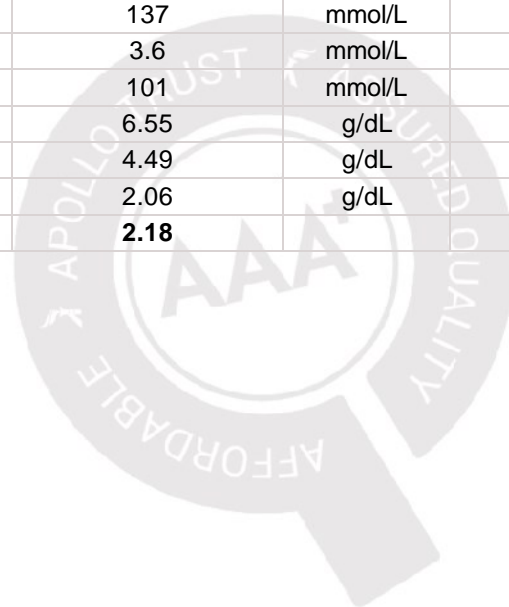 137 mmol/L
3.6 mmol/L
101 mmol/L
6.55 g/dL
4.49 g/dL
2.06 g/dL
2.18
APOLLO TRUST ASSURED QUALITY AFFORDABLE
AAA+